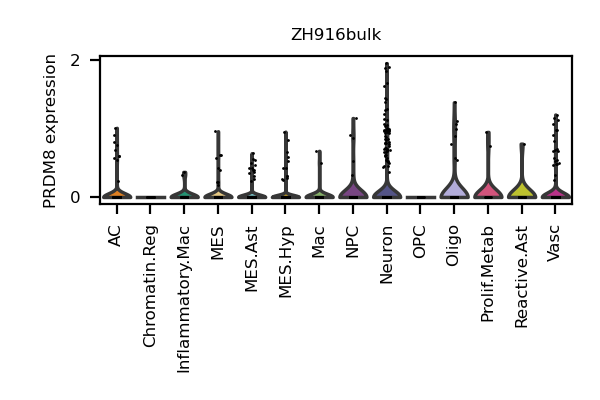 ZH916bulk
PRDM8 expression
2
0
AC
Chromatin.Reg
Inflammatory.Mac
MES
MES.Ast
MES.Hyp
Mac
NPC
Neuron
OPC
Oligo
Prolif.Metab
Reactive.Ast
Vasc